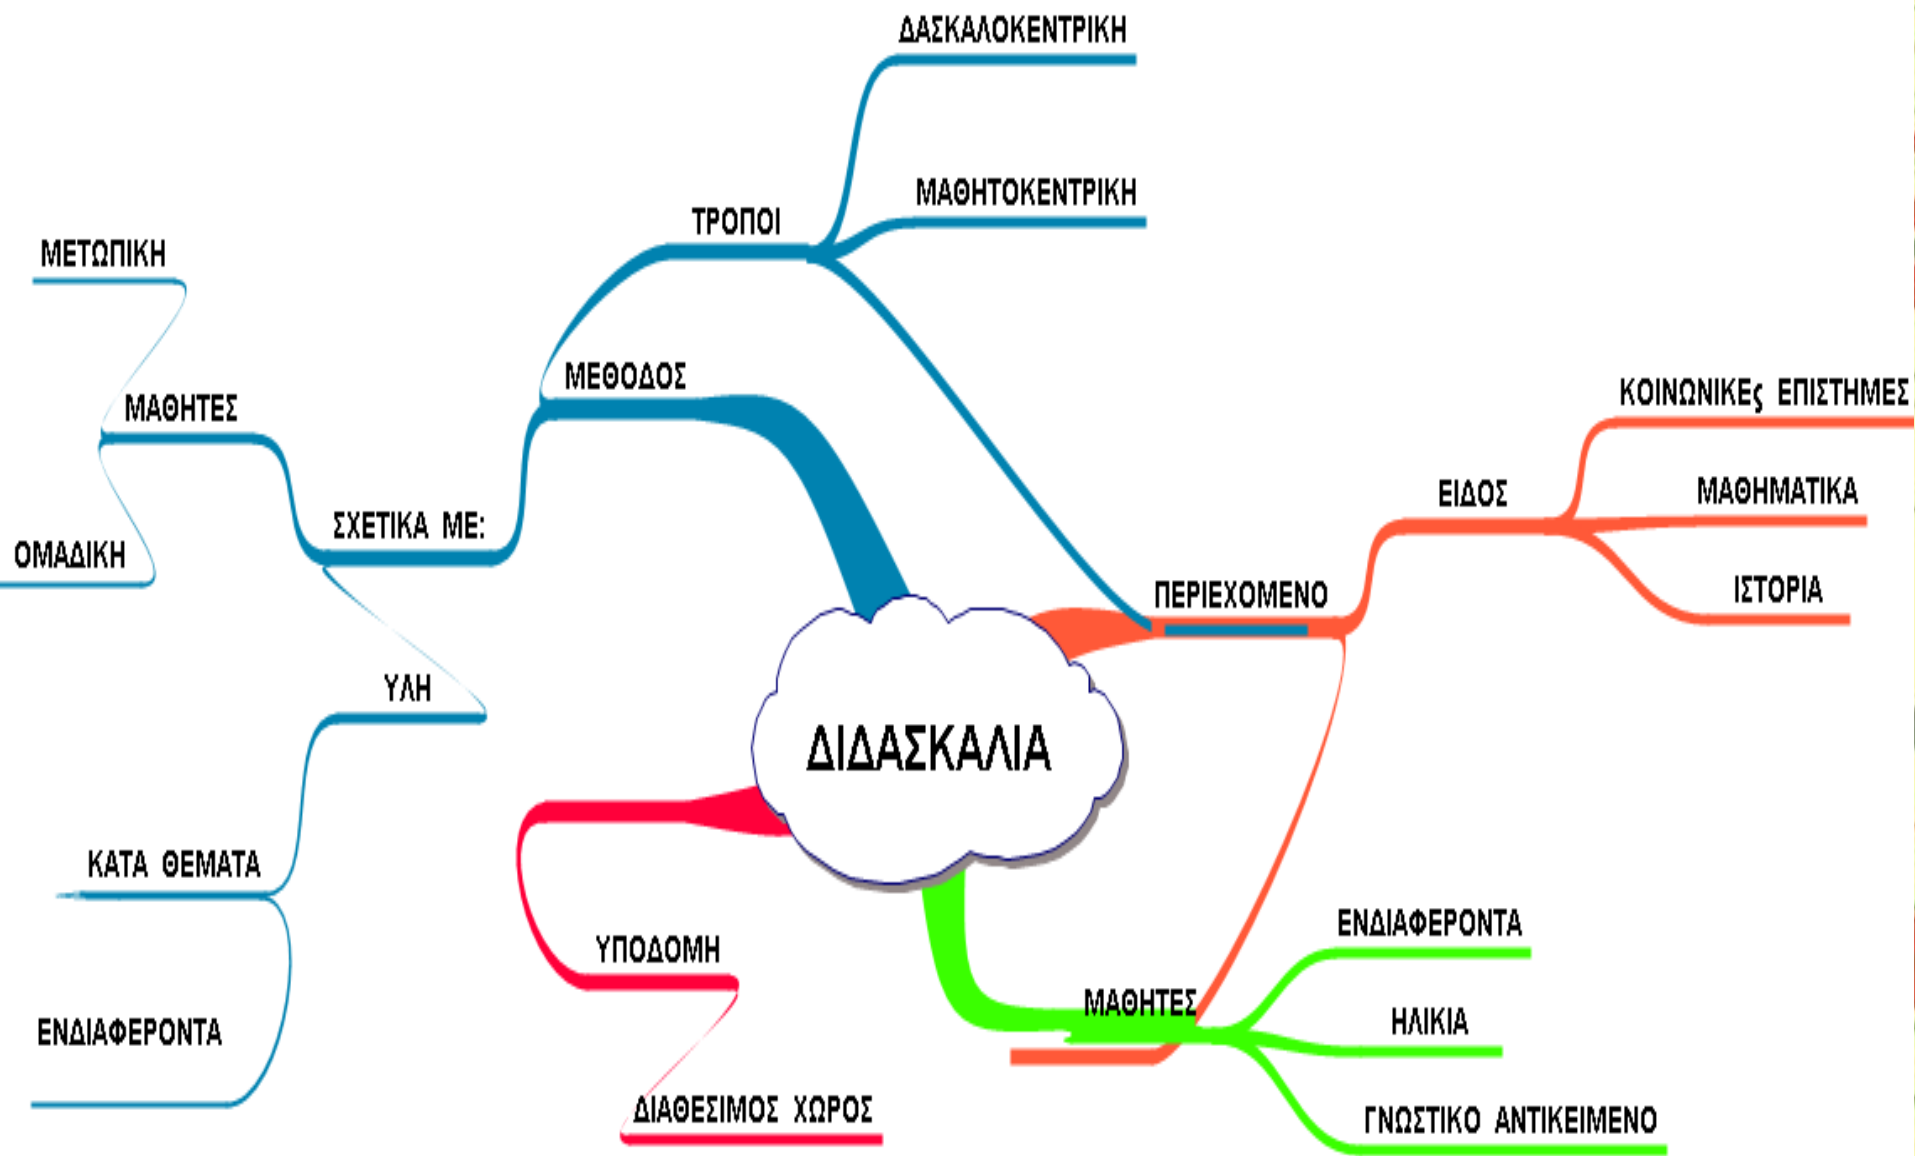 ΔΑΣΚΑΛΟΚΕΝΤΡΙΚΗ
ΜΑΘΗΤΟΚΕΝΤΡΙΚΗ
ΤΡΟΠΟΙ
ΜΕΤΩΠΙΚΗ
ΜΕΘΟΔΟΣ
ΚΟΙΝΩΝΙΚΕς ΕΠΙΣΤΗΜΕΣ
ΜΑΘΗΤΕΣ
ΕΙΔΟΣ
ΜΑΘΗΜΑΤΙΚΑ
ΣΧΕΤΙΚΑ ΜΕ:
ΟΜΑΔΙΚΗ
ΠΕΡΙΕΧΟΜΕΝΟ
ΙΣΤΟΡΙΑ
ΥΛΗ
ΔΙΔΑΣΚΑΛΙΑ
ΚΑΤΑ ΘΕΜΑΤΑ
ΕΝΔΙΑΦΕΡΟΝΤΑ
ΥΠΟΔΟΜΗ
ΜΑΘΗΤΕΣ
ΗΛΙΚΙΑ
ΕΝΔΙΑΦΕΡΟΝΤΑ
ΔΙΑΘΕΣΙΜΟΣ ΧΩΡΟΣ
ΓΝΩΣΤΙΚΟ ΑΝΤΙΚΕΙΜΕΝΟ